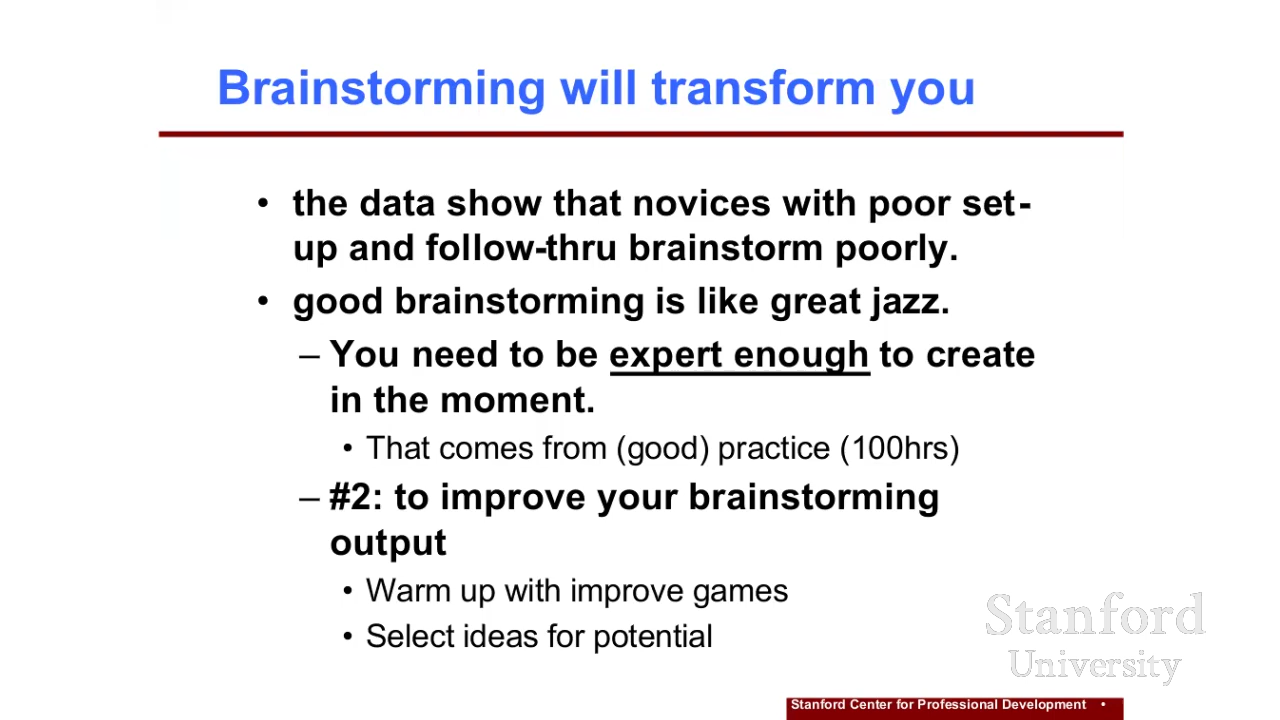 Brainstorming will transform you
• the data show that novices with poor set-
up and follow-thru brainstorm poorly.
• good brainstorming is like great jazz.
– You need to be expert enough to create
in the moment.
• That comes from (good) practice (100hrs)
– #2: to improve your brainstorming
output
• Warm up with improve games
• Select ideas for potential
Stanford
University
Stanford Center for Professional Development •